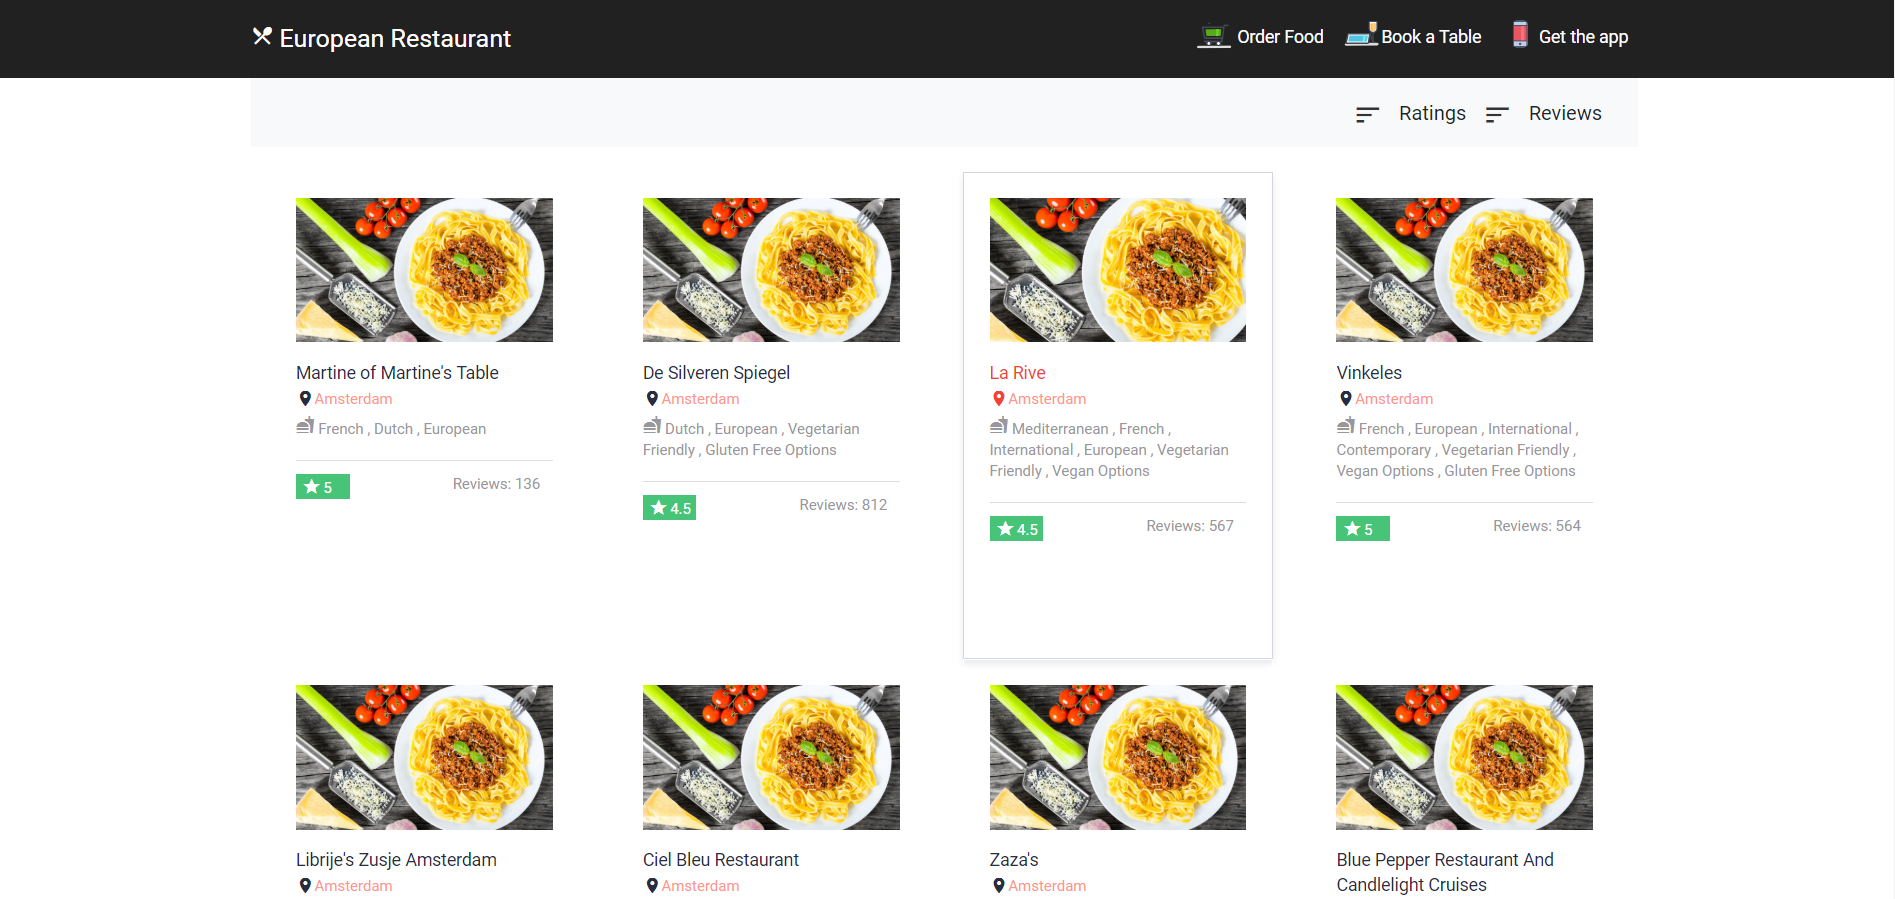 European Restaurant
Order Food
Book a Table
Get the app
Ratings
Reviews
Martine of Martine's Table
Amsterdam
French , Dutch , European
5
Reviews: 136
De Silveren Spiegel
Amsterdam
Dutch , European , Vegetarian
Friendly , Gluten Free Options
4.5
Reviews: 812
La Rive
Amsterdam
Mediterranean , French ,
International , European , Vegetarian
Friendly , Vegan Options
4.5
Reviews: 567
Vinkeles
Amsterdam
French , European , International ,
Contemporary , Vegetarian Friendly ,
Vegan Options , Gluten Free Options
5
Reviews: 564
Librije's Zusje Amsterdam
Amsterdam
Ciel Bleu Restaurant
Amsterdam
Zaza's
Amsterdam
Blue Pepper Restaurant And
Candlelight Cruises